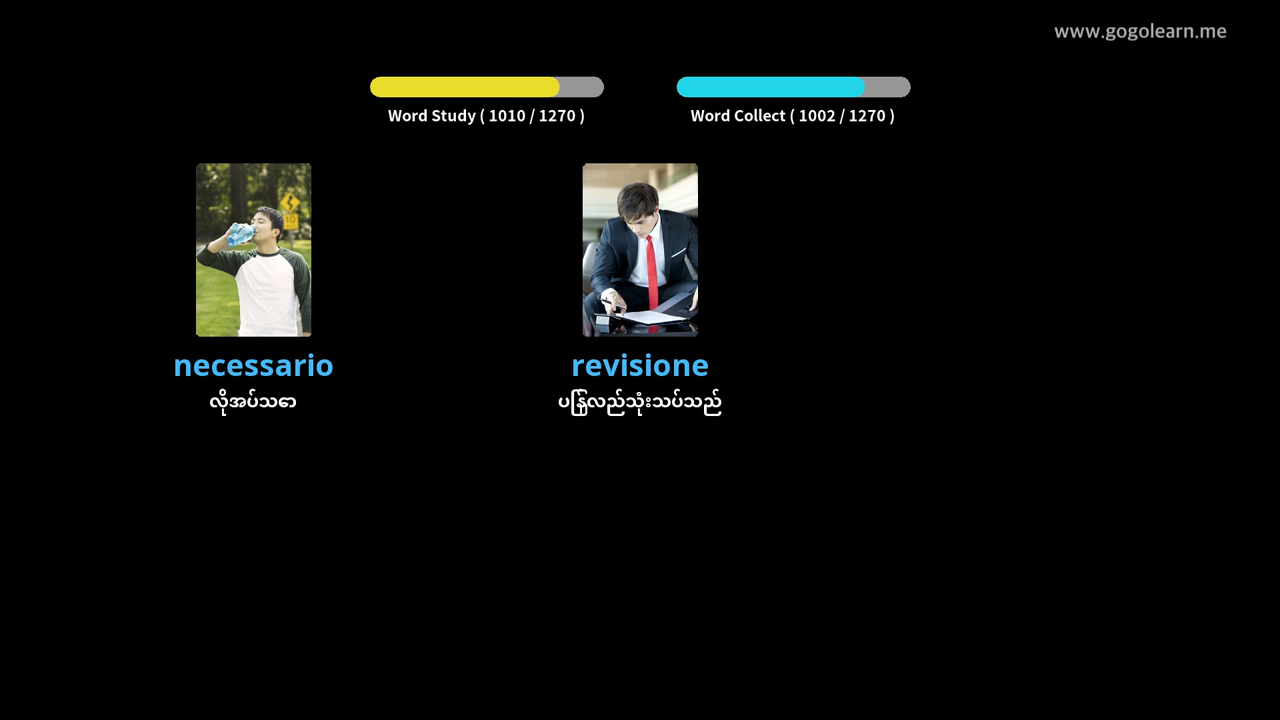 www.gogolearn.me
Word Study ( 1010 / 1270 )
Word Collect ( 1002 / 1270 )
necessario
revisione
လိုအပ်သော
ပြန်လည်သုံးသပ်သည်